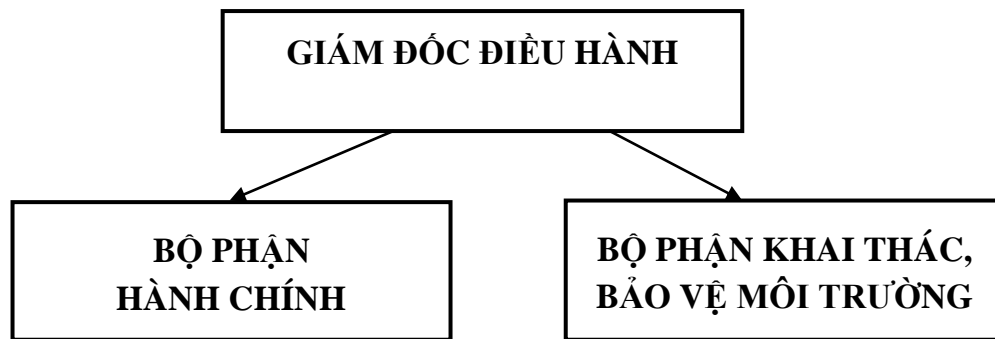 GIÁM ĐỐC ĐIỀU HÀNH
BỘ PHẬN
HÀNH CHÍNH
BỘ PHẬN KHAI THÁC,
BẢO VỆ MÔI TRƯỜNG